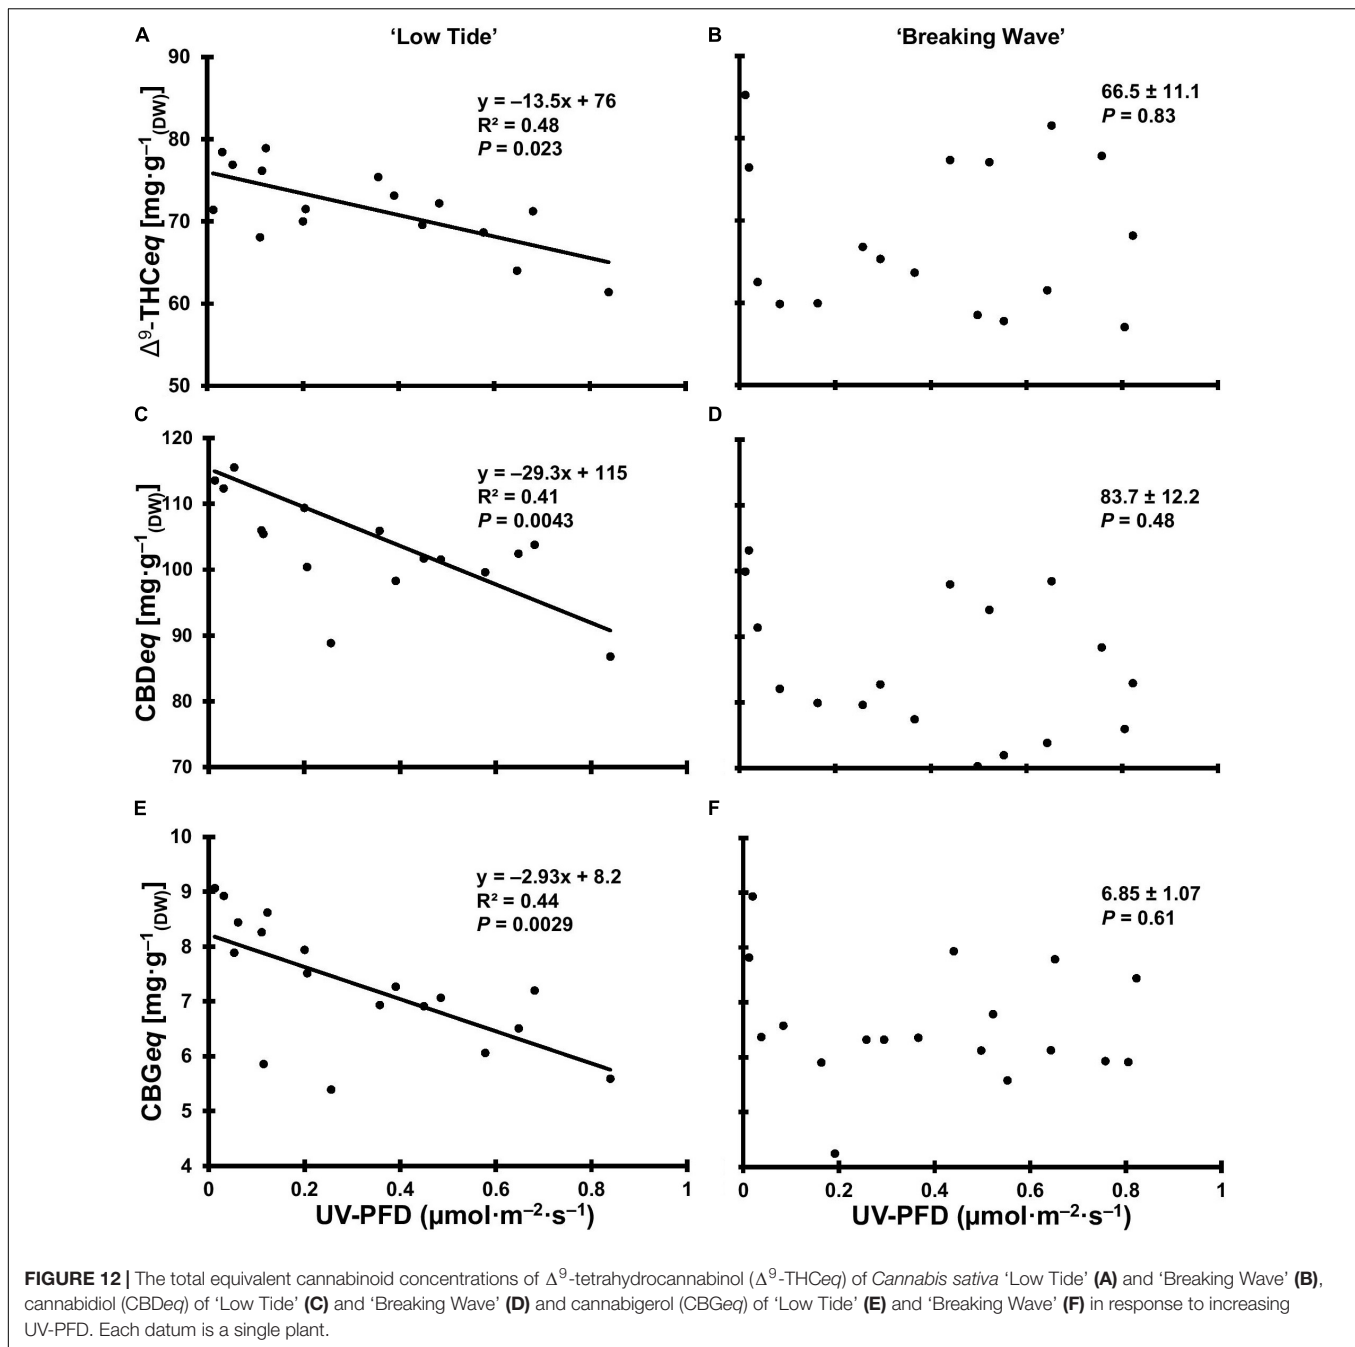 A
‘Low Tide’
B
‘Breaking Wave’
90
80
70
60
50
Δ⁹-THCeq [mg·g⁻¹(DW)]
y = –13.5x + 76
R² = 0.48
P = 0.023
66.5 ± 11.1
P = 0.83
C
D
120
110
100
90
80
70
CBDeq [mg·g⁻¹(DW)]
y = –29.3x + 115
R² = 0.41
P = 0.0043
83.7 ± 12.2
P = 0.48
E
F
10
9
8
7
6
5
4
CBGeq [mg·g⁻¹(DW)]
y = –2.93x + 8.2
R² = 0.44
P = 0.0029
6.85 ± 1.07
P = 0.61
0 0.2 0.4 0.6 0.8 1
0 0.2 0.4 0.6 0.8 1
UV-PFD (µmol·m⁻²·s⁻¹)
UV-PFD (µmol·m⁻²·s⁻¹)
FIGURE 12 | The total equivalent cannabinoid concentrations of Δ⁹-tetrahydrocannabinol (Δ⁹-THCeq) of Cannabis sativa ‘Low Tide’ (A) and ‘Breaking Wave’ (B),
cannabidiol (CBDeq) of ‘Low Tide’ (C) and ‘Breaking Wave’ (D) and cannabigerol (CBGeq) of ‘Low Tide’ (E) and ‘Breaking Wave’ (F) in response to increasing
UV-PFD. Each datum is a single plant.